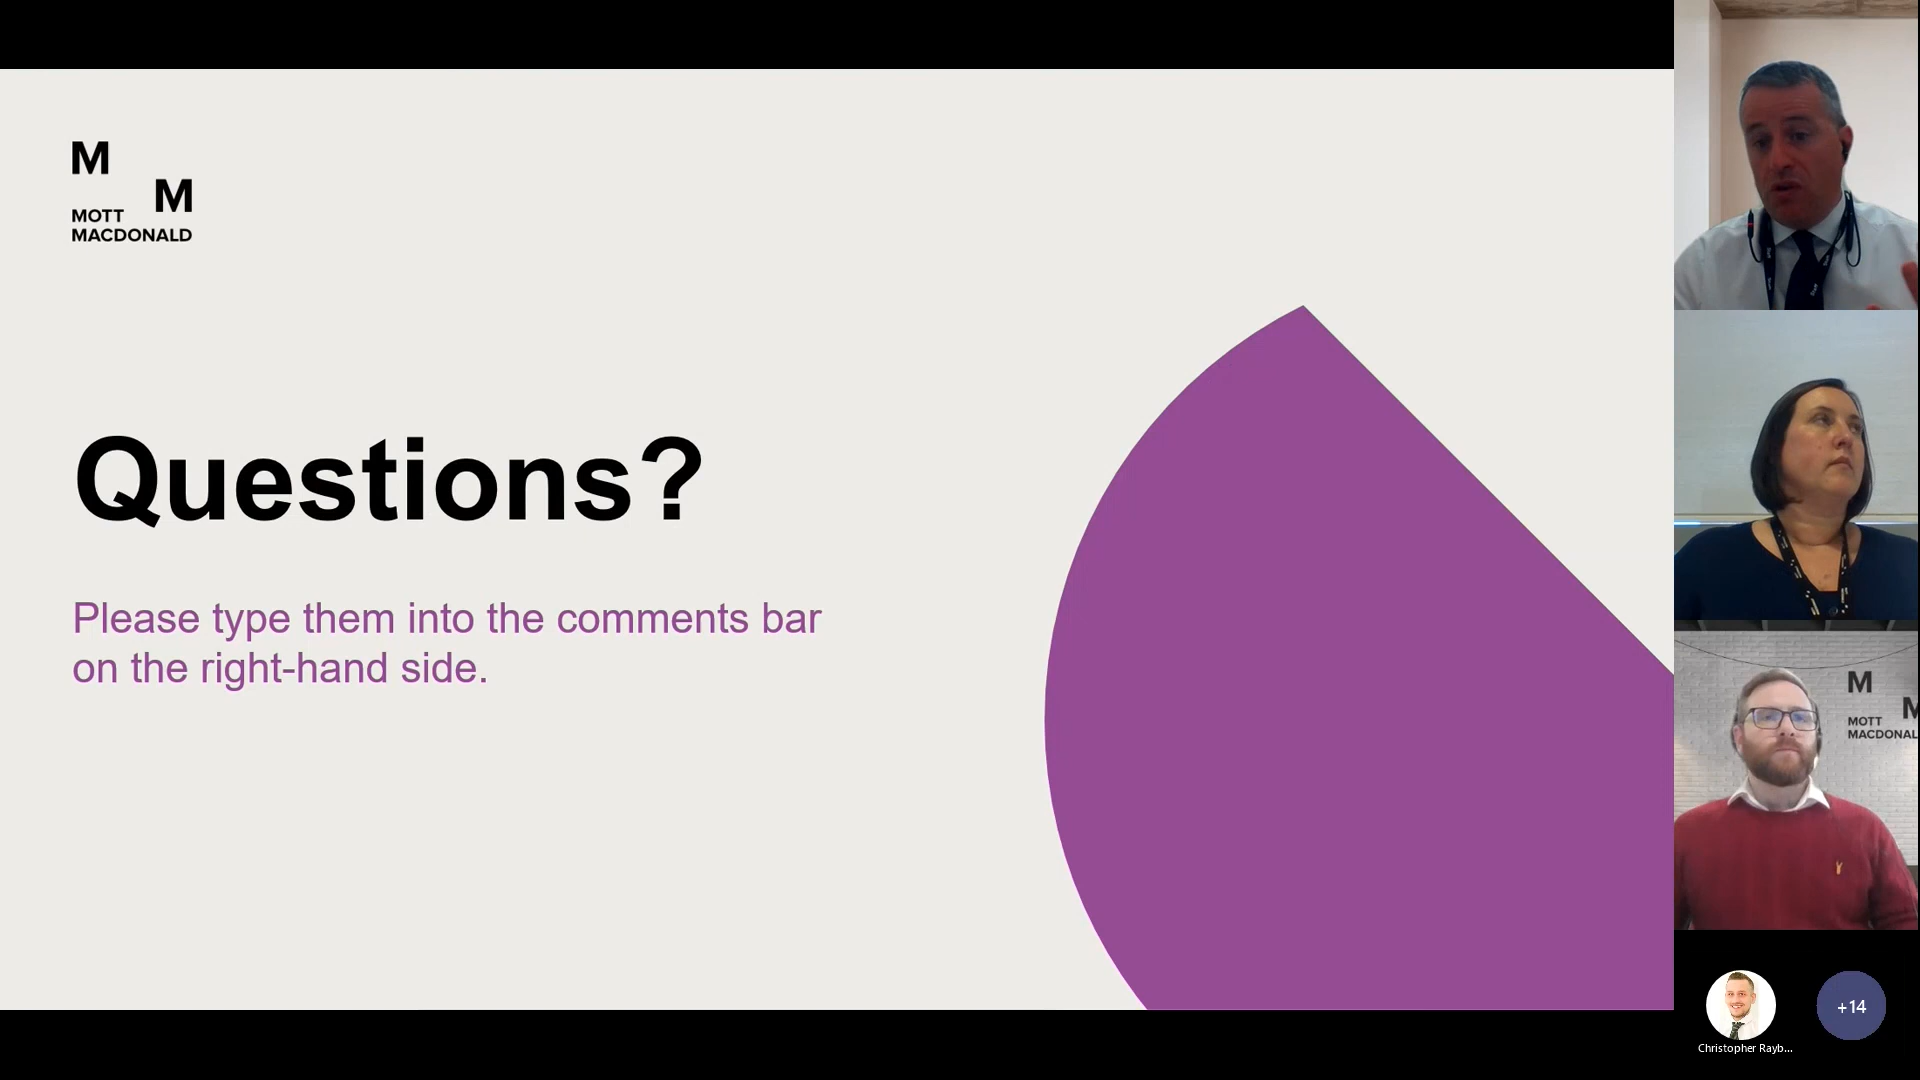 M
M
MOTT
MACDONALD
Questions?
Please type them into the comments bar
on the right-hand side.
M
M
MOTT
MACDONAL
Christopher Rayb...
+14